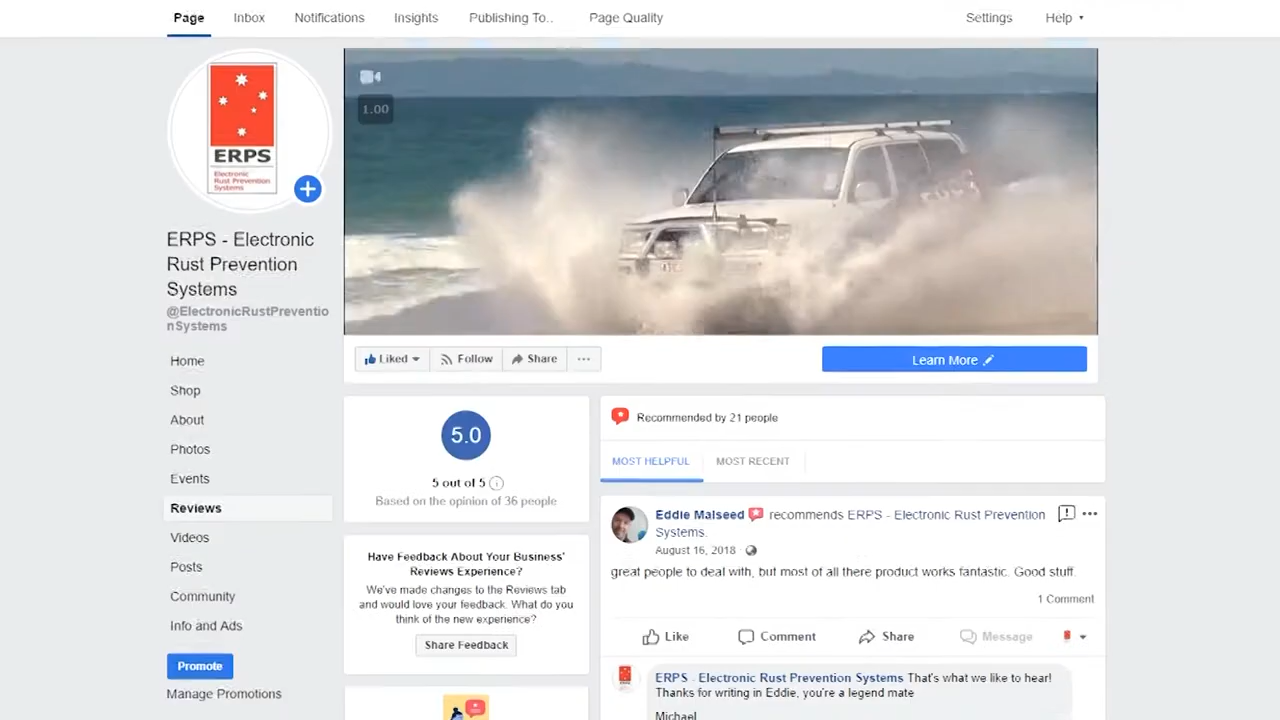 Page Inbox Notifications Insights Publishing To.. Page Quality Settings Help
ERPS
Electronic
Rust Prevention
Systems
1.00
ERPS - Electronic
Rust Prevention
Systems
@ElectronicRustPreventio
nSystems
Home
Shop
About
Photos
Events
Reviews
Videos
Posts
Community
Info and Ads
Promote
Manage Promotions
Liked Follow Share ...
Learn More
5.0
5 out of 5
Based on the opinion of 36 people
Have Feedback About Your Business'
Reviews Experience?
We've made changes to the Reviews tab
and would love your feedback. What do you
think of the new experience?
Share Feedback
Recommended by 21 people
MOST HELPFUL MOST RECENT
Eddie Malseed recommends ERPS - Electronic Rust Prevention
Systems.
August 16, 2018 ·
great people to deal with, but most of all there product works fantastic. Good stuff.
1 Comment
Like Comment Share Message
ERPS - Electronic Rust Prevention Systems That's what we like to hear!
Thanks for writing in Eddie, you're a legend mate
Michael